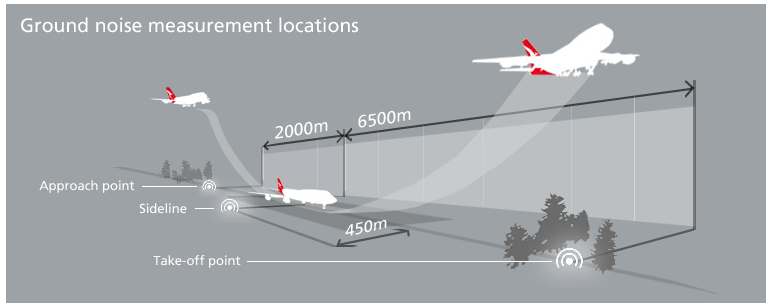 Ground noise measurement locations
2000m
6500m
Approach point
Sideline
450m
Take-off point